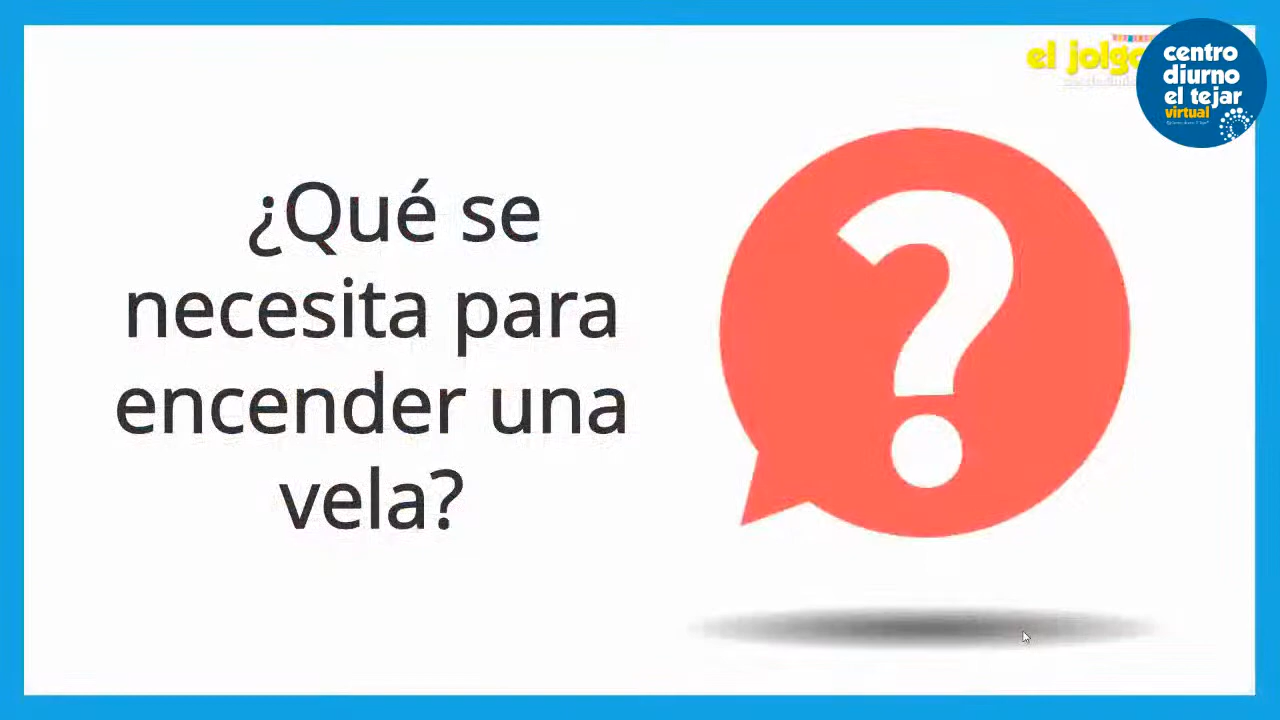 el jolgo
centro
diurno
el tejar
virtual
¿Qué se
necesita para
encender una
vela?